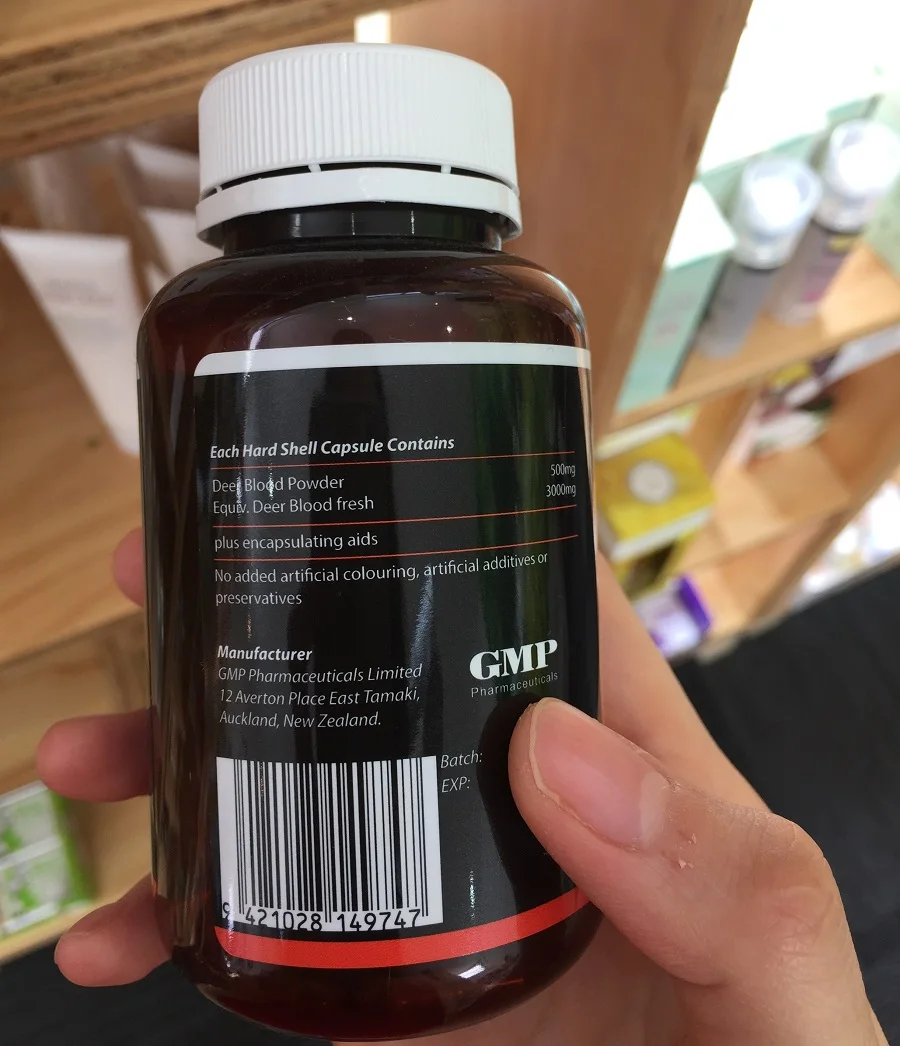 Each Hard Shell Capsule Contains
Deer Blood Powder 500mg
Equiv. Deer Blood fresh 3000mg
plus encapsulating aids
No added artificial colouring, artificial additives or
preservatives
Manufacturer
GMP Pharmaceuticals Limited
12 Averton Place East Tamaki,
Auckland, New Zealand.
GMP
Pharmaceuticals
Batch:
EXP:
9 421028 149747